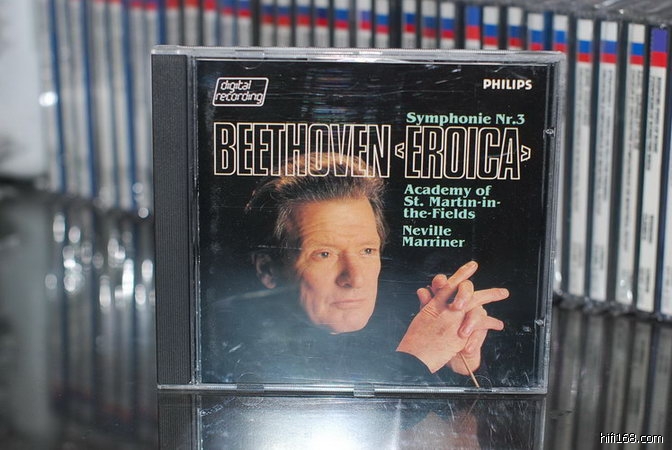 digital
recording
PHILIPS
Symphonie Nr.3
BEETHOVEN <EROICA>
Academy of
St. Martin-in-
the-Fields
Neville
Marriner
hifi168.com